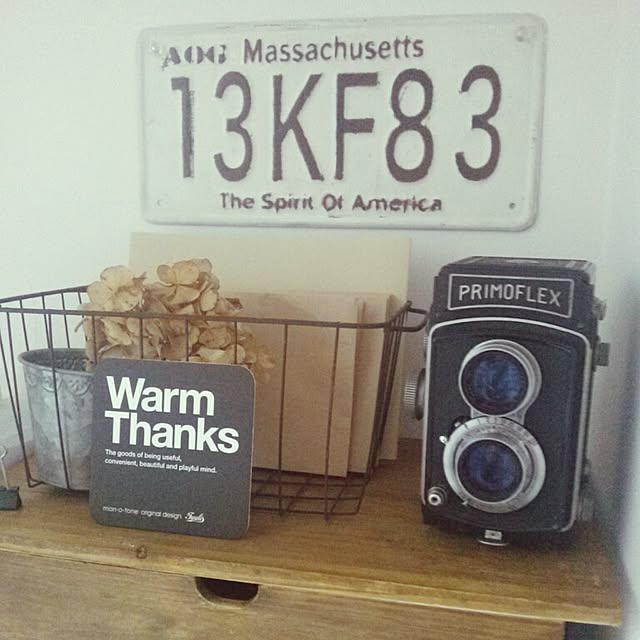 AOG Massachusetts
13KF83
The Spirit Of America
PRIMOFLEX
Warm
Thanks
The goods of being useful,
convenient, beautiful and playful mind.
mon·o·tone original design.